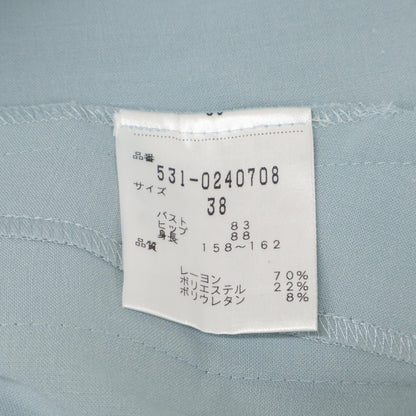 品番
531-0240708
サイズ
38
バスト 83
ヒップ 88
身長 158～162
品質
レーヨン 70%
ポリエステル 22%
ポリウレタン 8%